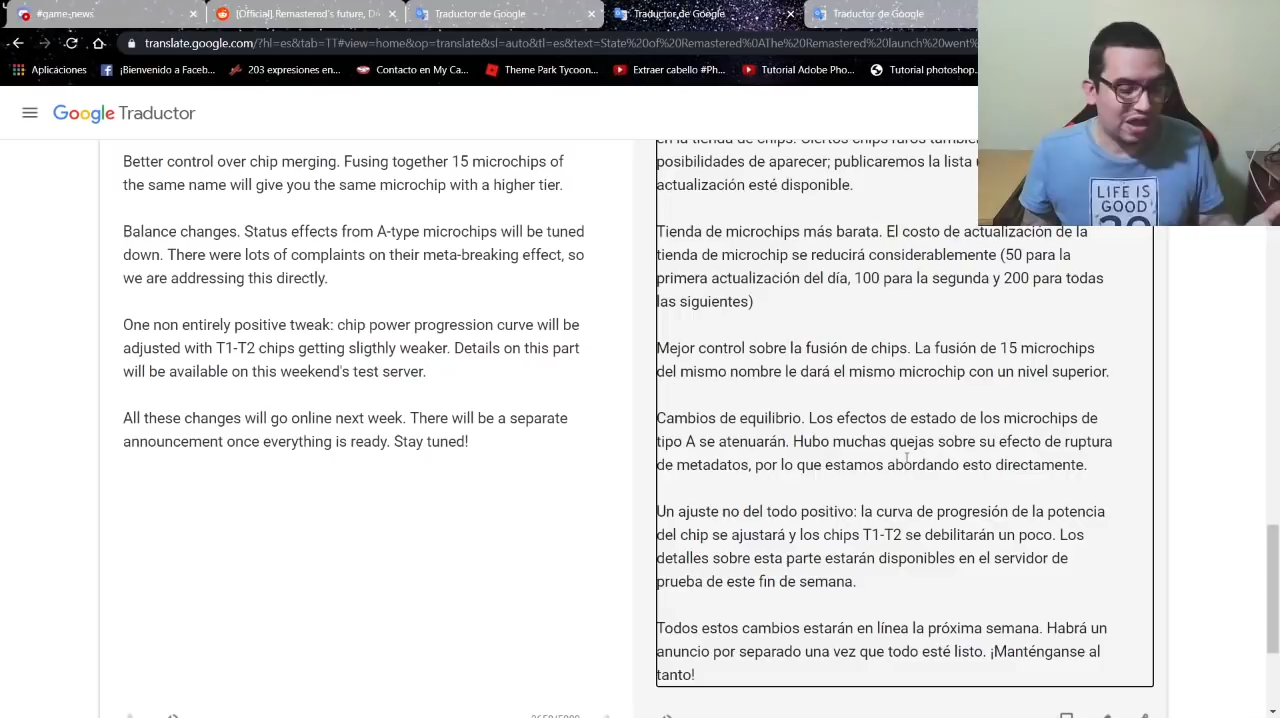 #game-news
[Official] Remastered's future, D
Traductor de Google
Traductor de Google
Traductor de Google
translate.google.com/?hl=es&tab=TT#view=home&op=translate&sl=auto&tl=es&text=State%20of%20Remastered%0AThe%20Remastered%20launch%20went%
Aplicaciones
¡Bienvenido a Faceb...
203 expresiones en...
Contacto en My Ca...
Theme Park Tycoon...
Extraer cabello #Ph...
Tutorial Adobe Pho...
Tutorial photoshop
Google Traductor
Better control over chip merging. Fusing together 15 microchips of
the same name will give you the same microchip with a higher tier.
Balance changes. Status effects from A-type microchips will be tuned
down. There were lots of complaints on their meta-breaking effect, so
we are addressing this directly.
One non entirely positive tweak: chip power progression curve will be
adjusted with T1-T2 chips getting sligthly weaker. Details on this part
will be available on this weekend's test server.
All these changes will go online next week. There will be a separate
announcement once everything is ready. Stay tuned!
en la tienda de chips. Ciertos chips raros también
posibilidades de aparecer; publicaremos la lista
actualización esté disponible.
Tienda de microchips más barata. El costo de actualización de la
tienda de microchip se reducirá considerablemente (50 para la
primera actualización del día, 100 para la segunda y 200 para todas
las siguientes)
Mejor control sobre la fusión de chips. La fusión de 15 microchips
del mismo nombre le dará el mismo microchip con un nivel superior.
Cambios de equilibrio. Los efectos de estado de los microchips de
tipo A se atenuarán. Hubo muchas quejas sobre su efecto de ruptura
de metadatos, por lo que estamos abordando esto directamente.
Un ajuste no del todo positivo: la curva de progresión de la potencia
del chip se ajustará y los chips T1-T2 se debilitarán un poco. Los
detalles sobre esta parte estarán disponibles en el servidor de
prueba de este fin de semana.
Todos estos cambios estarán en línea la próxima semana. Habrá un
anuncio por separado una vez que todo esté listo. ¡Manténganse al
tanto!
LIFE IS
GOOD